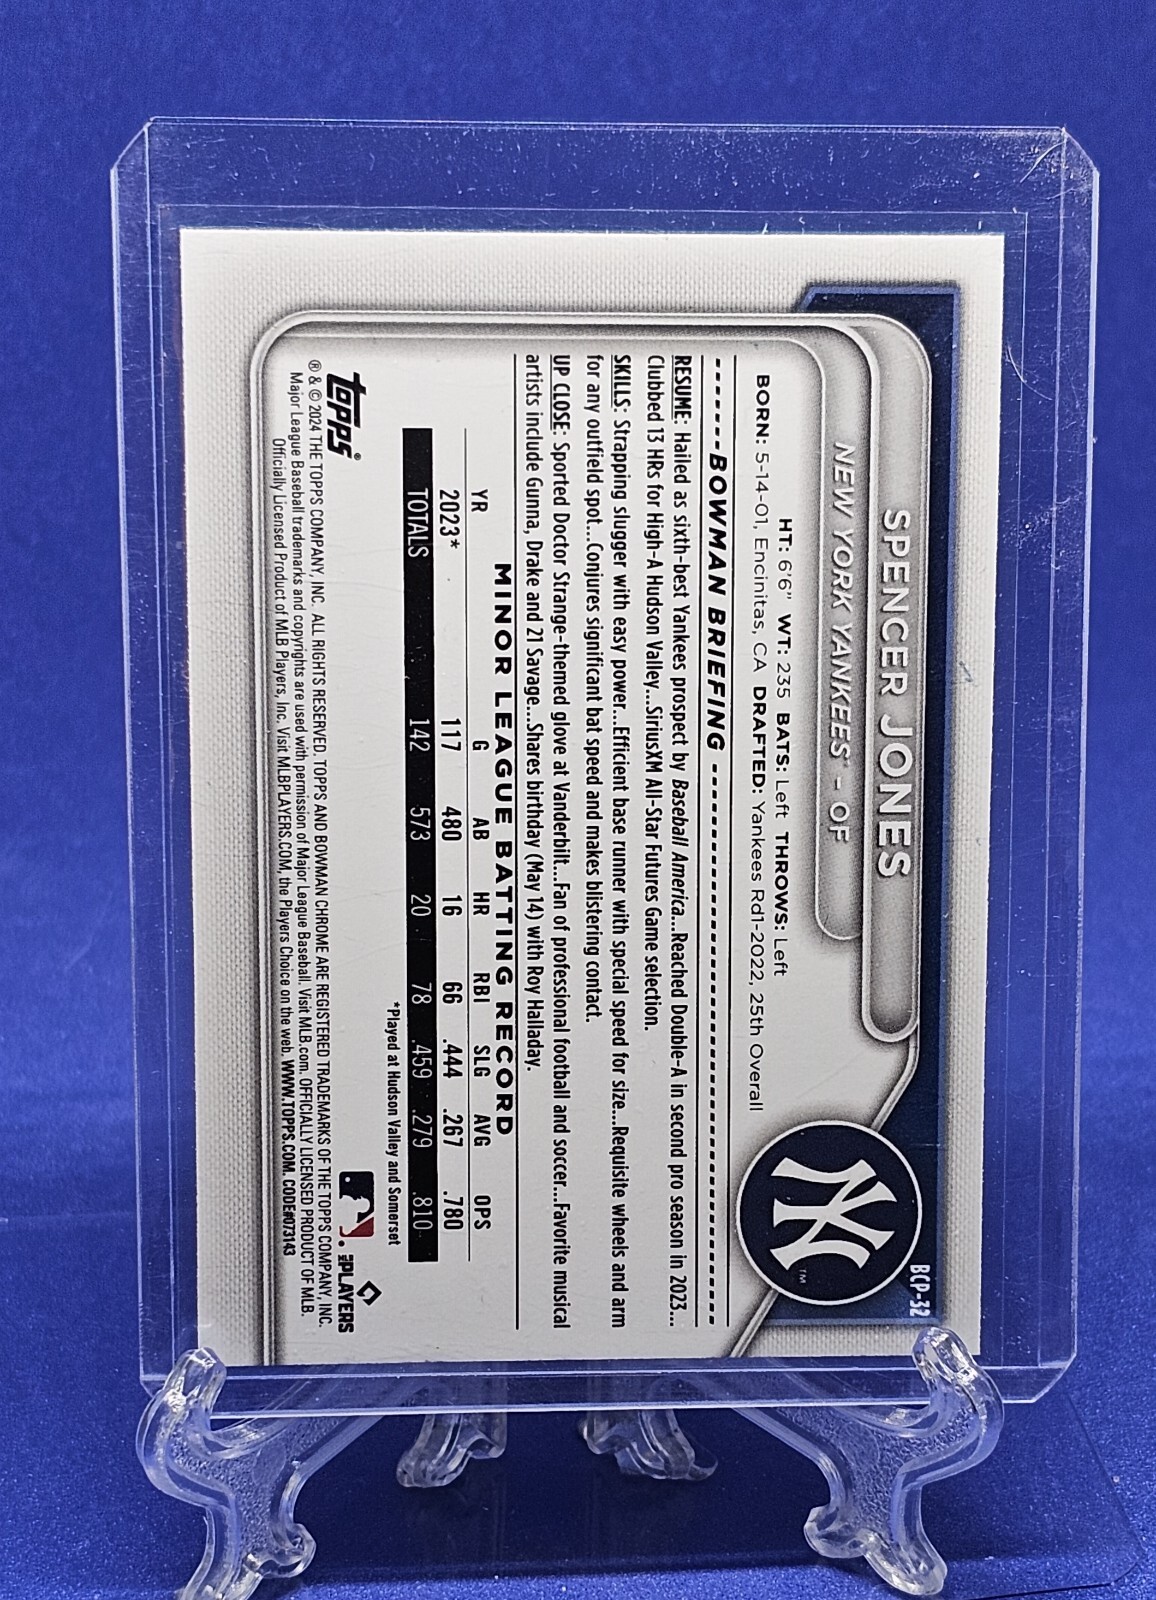 BCP-32
SPENCER JONES
NEW YORK YANKEES® - OF
HT: 6'6" WT: 235 BATS: Left THROWS: Left
BORN: 5-14-01, Encinitas, CA DRAFTED: Yankees Rd1-2022, 25th Overall
BOWMAN BRIEFING
RESUME: Hailed as sixth-best Yankees prospect by Baseball America...Reached Double-A in second pro season in 2023...
Clubbed 13 HRs for High-A Hudson Valley...SiriusXM All-Star Futures Game selection.
SKILLS: Strapping slugger with easy power...Efficient base runner with special speed for size...Requisite wheels and arm
for any outfield spot...Conjures significant bat speed and makes blistering contact.
UP CLOSE: Sported Doctor Strange-themed glove at Vanderbilt...Fan of professional football and soccer...Favorite musical
artists include Gunna, Drake and 21 Savage...Shares birthday (May 14) with Roy Halladay.
MINOR LEAGUE BATTING RECORD
YR G AB HR RBI SLG AVG OPS
2023* 117 480 16 66 .444 .267 .780
TOTALS 142 573 20 78 .459 .279 .810
*Played at Hudson Valley and Somerset
topps®
MLB PLAYERS
® & © 2024 THE TOPPS COMPANY, INC. ALL RIGHTS RESERVED. TOPPS AND BOWMAN CHROME ARE REGISTERED TRADEMARKS OF THE TOPPS COMPANY, INC.
Major League Baseball trademarks and copyrights are used with permission of Major League Baseball. Visit MLB.com. OFFICIALLY LICENSED PRODUCT OF MLB
Officially Licensed Product of MLB Players, Inc. Visit MLBPLAYERS.COM, the Players Choice on the web. WWW.TOPPS.COM. CODE#073143